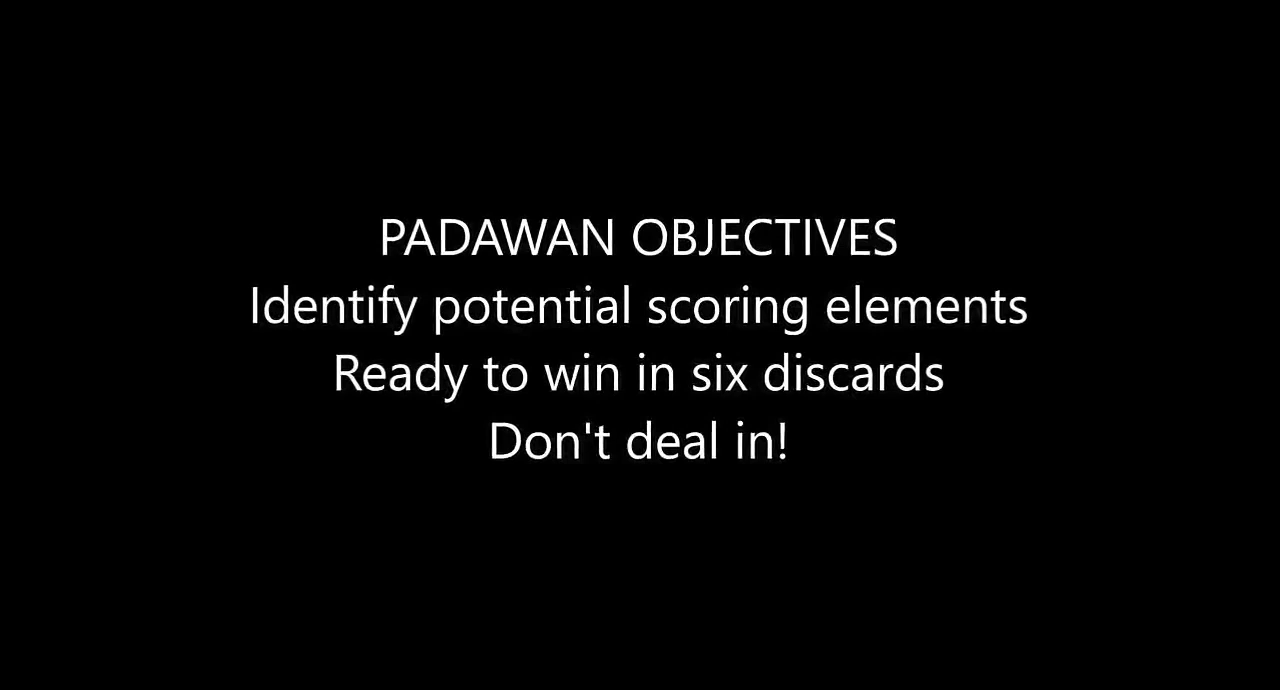 PADAWAN OBJECTIVES
Identify potential scoring elements
Ready to win in six discards
Don't deal in!